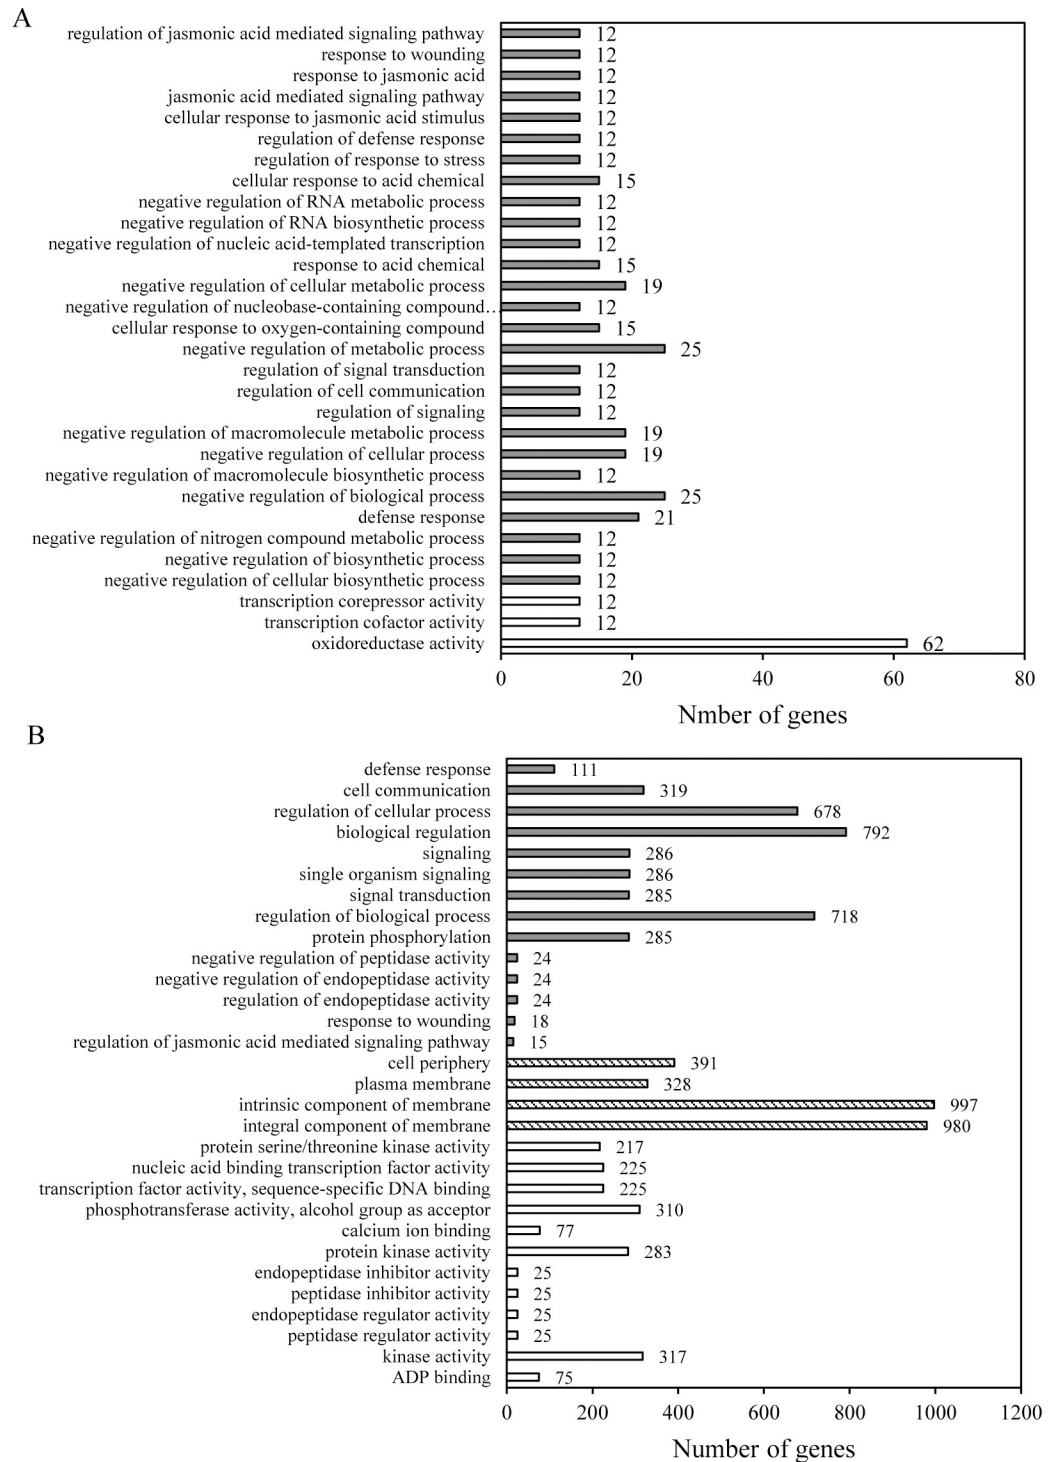 A
regulation of jasmonic acid mediated signaling pathway 12
response to wounding 12
response to jasmonic acid 12
jasmonic acid mediated signaling pathway 12
cellular response to jasmonic acid stimulus 12
regulation of defense response 12
regulation of response to stress 12
cellular response to acid chemical 15
negative regulation of RNA metabolic process 12
negative regulation of RNA biosynthetic process 12
negative regulation of nucleic acid-templated transcription 12
response to acid chemical 15
negative regulation of cellular metabolic process 19
negative regulation of nucleobase-containing compound… 12
cellular response to oxygen-containing compound 15
negative regulation of metabolic process 25
regulation of signal transduction 12
regulation of cell communication 12
regulation of signaling 12
negative regulation of macromolecule metabolic process 19
negative regulation of cellular process 19
negative regulation of macromolecule biosynthetic process 12
negative regulation of biological process 25
defense response 21
negative regulation of nitrogen compound metabolic process 12
negative regulation of biosynthetic process 12
negative regulation of cellular biosynthetic process 12
transcription corepressor activity 12
transcription cofactor activity 12
oxidoreductase activity 62
0 20 40 60 80
Nmber of genes
B
defense response 111
cell communication 319
regulation of cellular process 678
biological regulation 792
signaling 286
single organism signaling 286
signal transduction 285
regulation of biological process 718
protein phosphorylation 285
negative regulation of peptidase activity 24
negative regulation of endopeptidase activity 24
regulation of endopeptidase activity 24
response to wounding 18
regulation of jasmonic acid mediated signaling pathway 15
cell periphery 391
plasma membrane 328
intrinsic component of membrane 997
integral component of membrane 980
protein serine/threonine kinase activity 217
nucleic acid binding transcription factor activity 225
transcription factor activity, sequence-specific DNA binding 225
phosphotransferase activity, alcohol group as acceptor 310
calcium ion binding 77
protein kinase activity 283
endopeptidase inhibitor activity 25
peptidase inhibitor activity 25
endopeptidase regulator activity 25
peptidase regulator activity 25
kinase activity 317
ADP binding 75
0 200 400 600 800 1000 1200
Number of genes